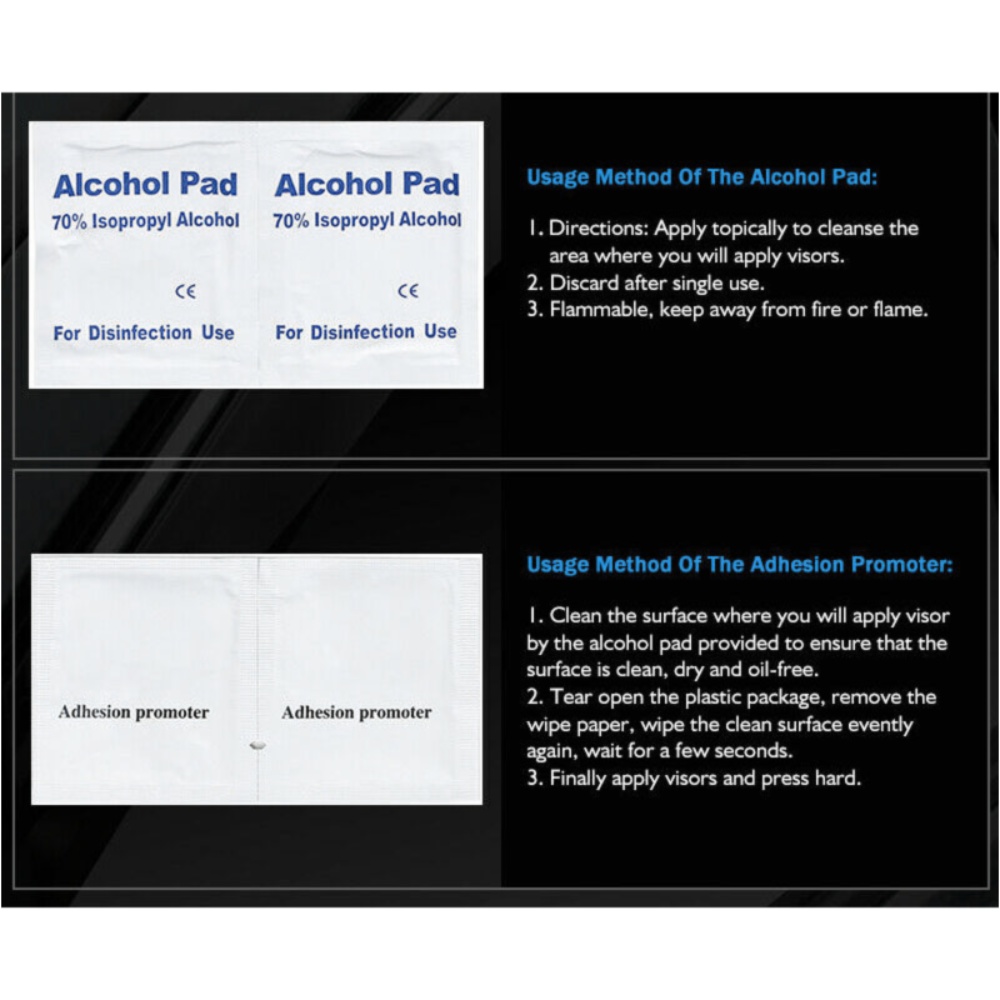 Alcohol Pad Alcohol Pad
70% Isopropyl Alcohol 70% Isopropyl Alcohol
CE CE
For Disinfection Use For Disinfection Use
Usage Method Of The Alcohol Pad:
1. Directions: Apply topically to cleanse the
area where you will apply visors.
2. Discard after single use.
3. Flammable, keep away from fire or flame.
Adhesion promoter Adhesion promoter
Usage Method Of The Adhesion Promoter:
1. Clean the surface where you will apply visor
by the alcohol pad provided to ensure that the
surface is clean, dry and oil-free.
2. Tear open the plastic package, remove the
wipe paper, wipe the clean surface evently
again, wait for a few seconds.
3. Finally apply visors and press hard.